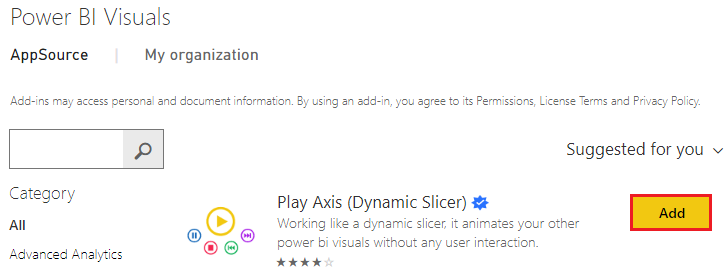 Power BI Visuals
AppSource | My organization
Add-ins may access personal and document information. By using an add-in, you agree to its Permissions, License Terms and Privacy Policy.
Suggested for you
Category
All
Advanced Analytics
Play Axis (Dynamic Slicer)
Working like a dynamic slicer, it animates your other
power bi visuals without any user interaction.
Add